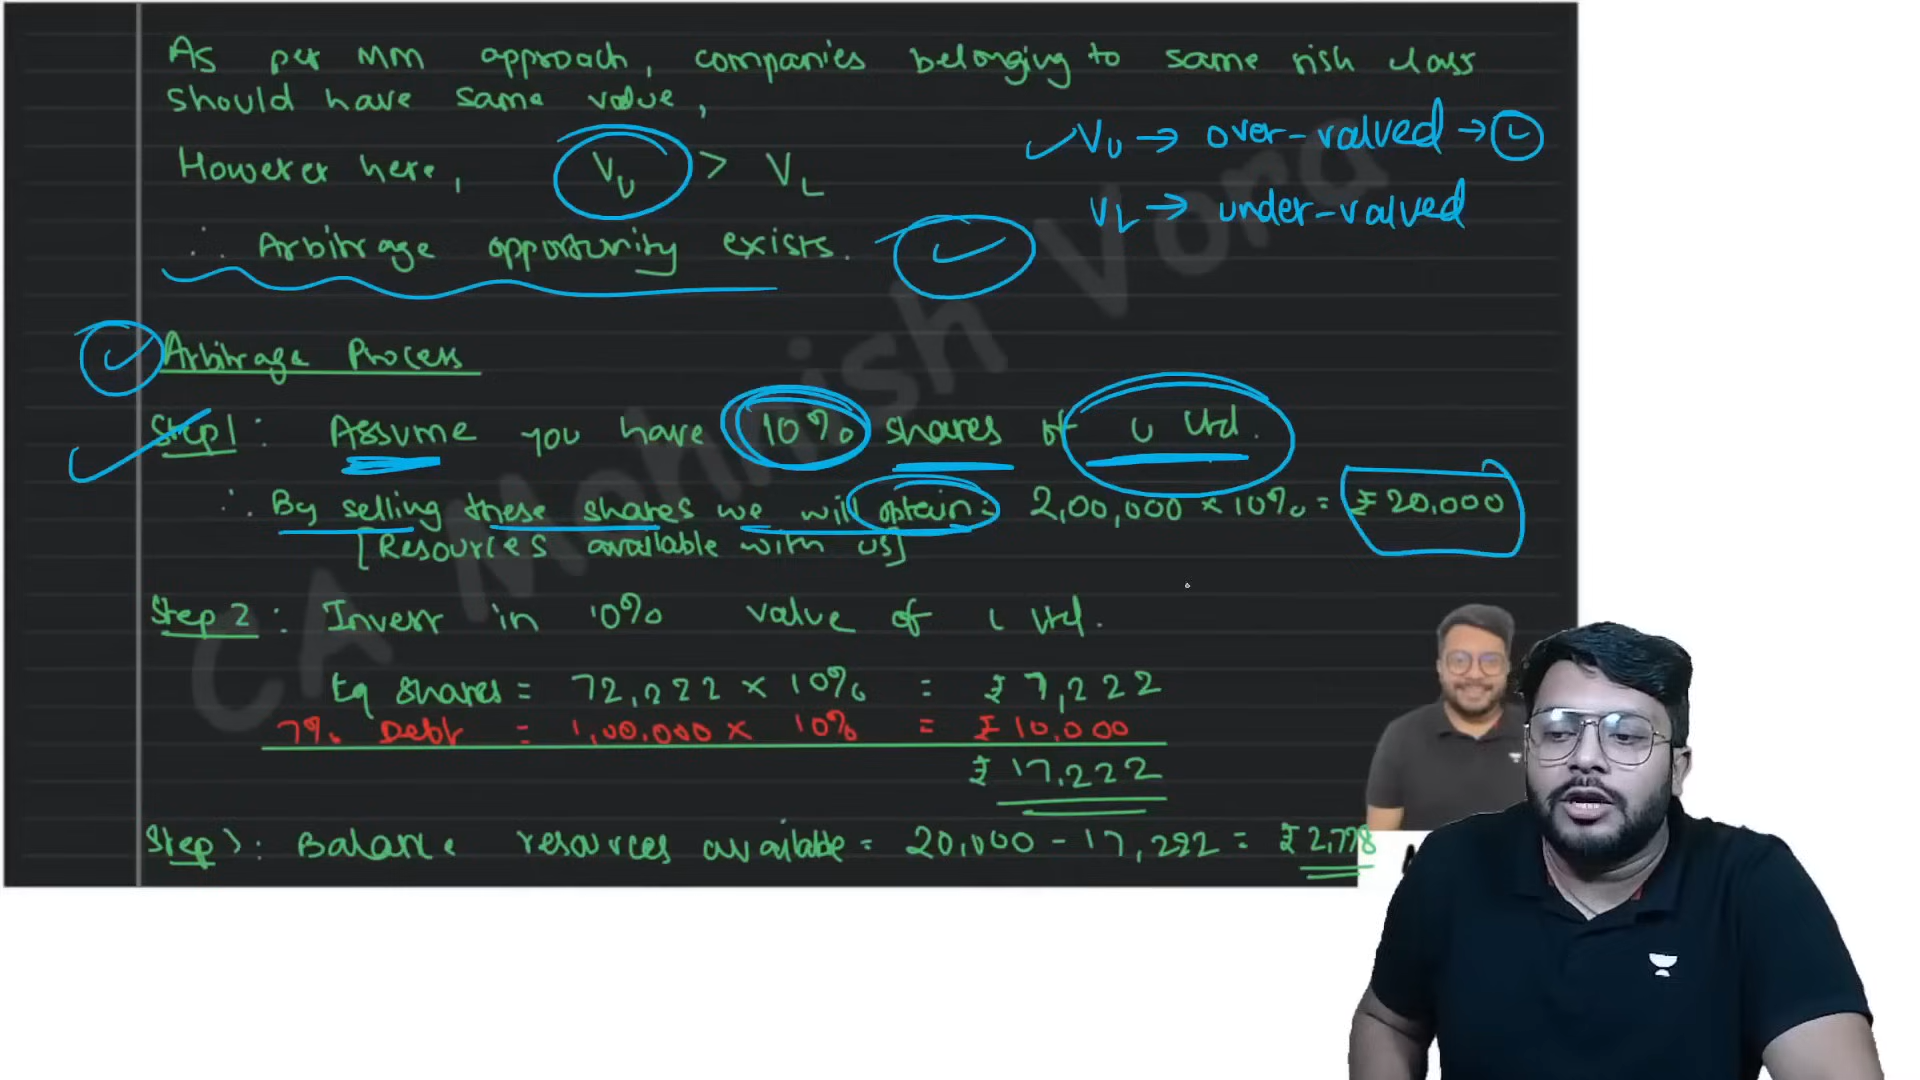 As per MM approach, companies belonging to same risk class
should have same value,
However here, VU > VL
∴ Arbitrage opportunity exists.
VU → over-valued →
VL → under-valued
Arbitrage Process
Step 1: Assume you have 10% shares of U Ltd.
∴ By selling these shares we will obtain: 2,00,000 × 10% = ₹20,000
[Resources available with us]
Step 2: Invest in 10% value of L Ltd.
Eq shares = 72,222 × 10% = ₹7,222
7% Debt = 1,00,000 × 10% = ₹10,000
₹17,222
Step 3: Balance resources available = 20,000 - 17,222 = ₹2,778
CA Mohnish Vora